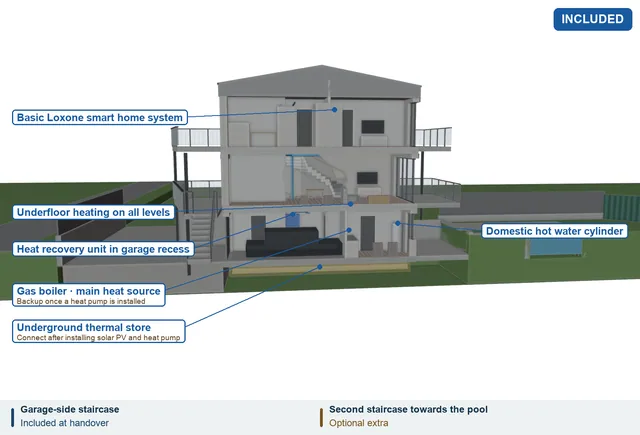 INCLUDED
Basic Loxone smart home system
Underfloor heating on all levels
Domestic hot water cylinder
Heat recovery unit in garage recess
Gas boiler · main heat source
Backup once a heat pump is installed
Underground thermal store
Connect after installing solar PV and heat pump
Garage-side staircase
Included at handover
Second staircase towards the pool
Optional extra